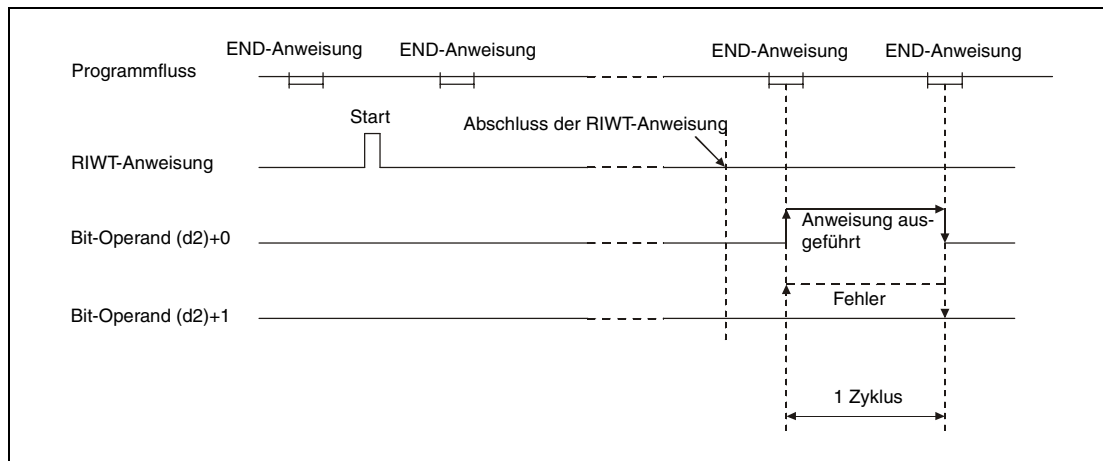 END-Anweisung
END-Anweisung
END-Anweisung
END-Anweisung
Programmfluss
Start
Abschluss der RIWT-Anweisung
RIWT-Anweisung
Anweisung aus-
geführt
Bit-Operand (d2)+0
Fehler
Bit-Operand (d2)+1
1 Zyklus